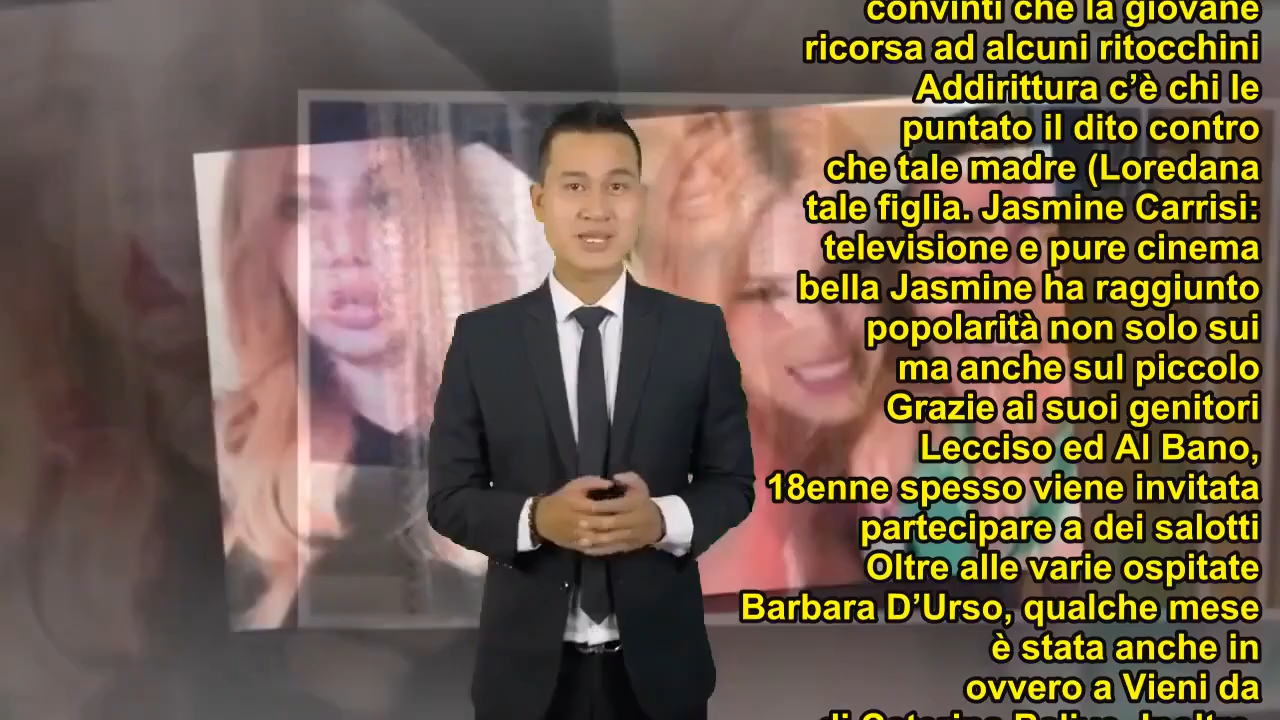 convinti che la giovane
ricorsa ad alcuni ritocchini
Addirittura c’è chi le
puntato il dito contro
che tale madre (Loredana
tale figlia. Jasmine Carrisi:
televisione e pure cinema
bella Jasmine ha raggiunto
popolarità non solo sui
ma anche sul piccolo
Grazie ai suoi genitori
Lecciso ed Al Bano,
18enne spesso viene invitata
partecipare a dei salotti
Oltre alle varie ospitate
Barbara D’Urso, qualche mese
è stata anche in
ovvero a Vieni da